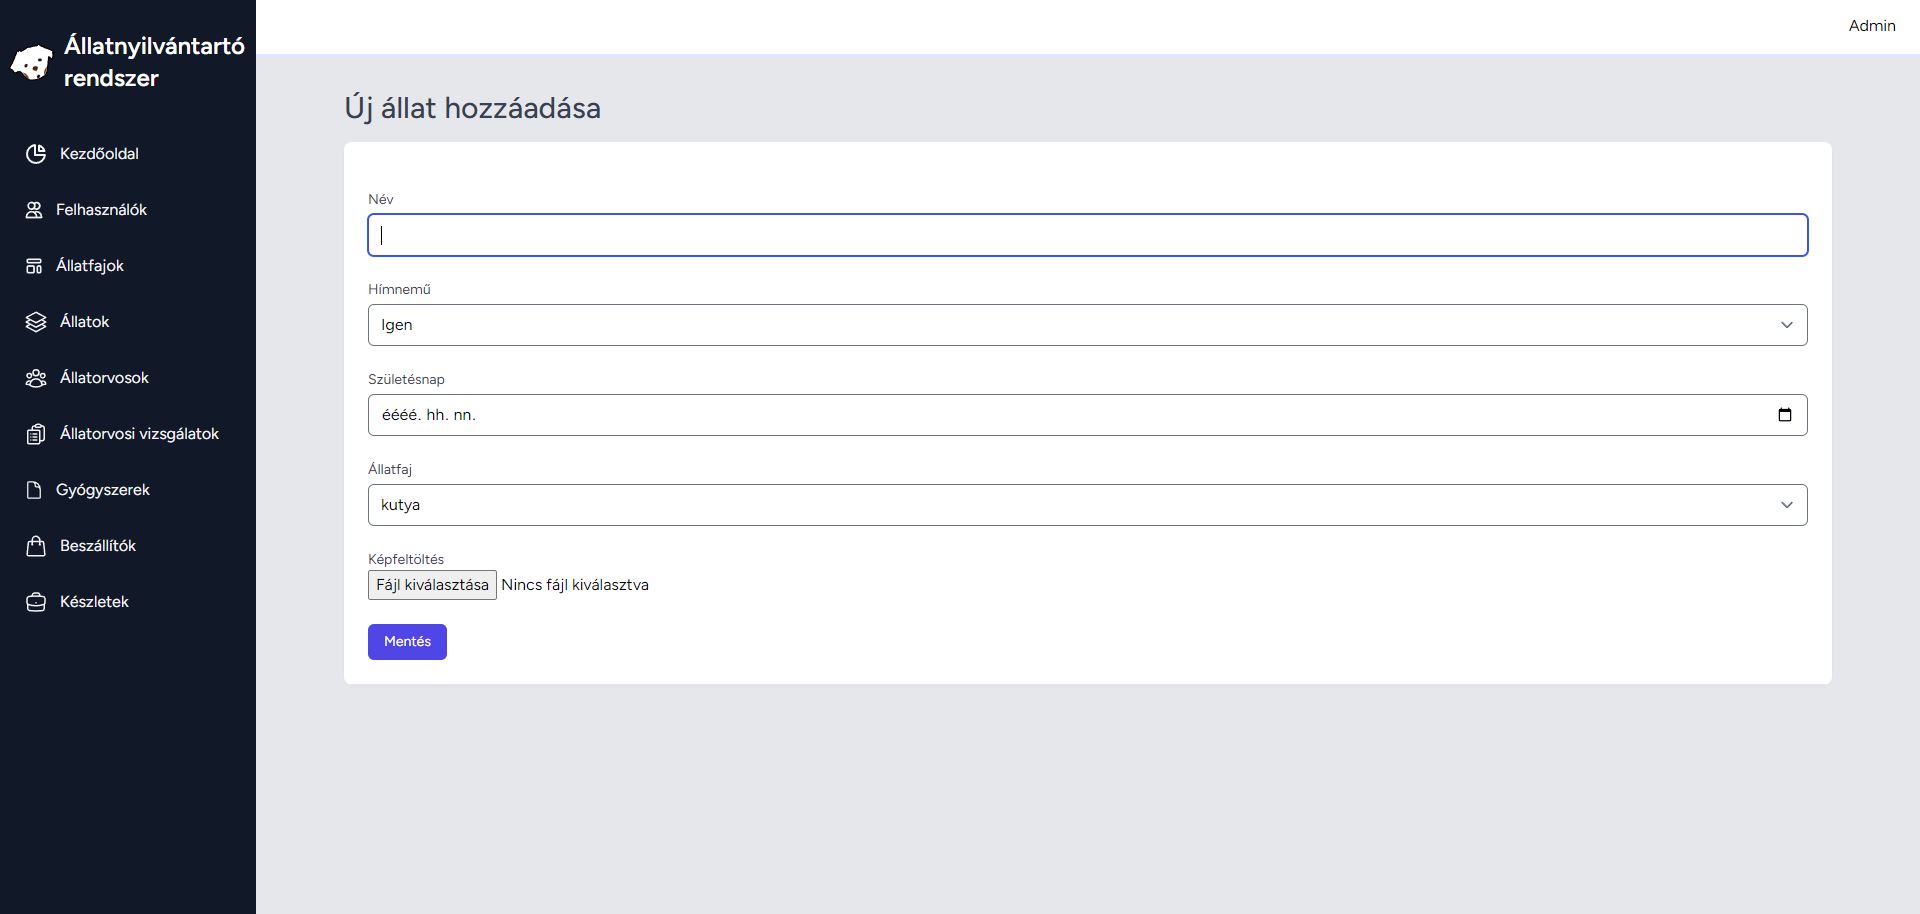 Állatnyilvántartó
rendszer
Kezdőoldal
Felhasználók
Állatfajok
Állatok
Állatorvosok
Állatorvosi vizsgálatok
Gyógyszerek
Beszállítók
Készletek
Admin
Új állat hozzáadása
Név
Hímnemű
Igen
Születésnap
éééé. hh. nn.
Állatfaj
kutya
Képfeltöltés
Fájl kiválasztása Nincs fájl kiválasztva
Mentés